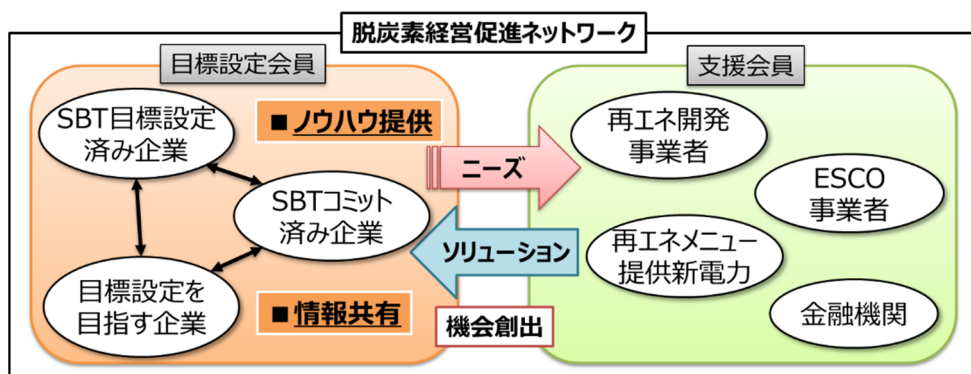 脱炭素経営促進ネットワーク
目標設定会員
SBT目標設定
済み企業
■ノウハウ提供
SBTコミット
済み企業
目標設定を
目指す企業
■情報共有
ニーズ
ソリューション
機会創出
支援会員
再エネ開発
事業者
ESCO
事業者
再エネメニュー
提供新電力
金融機関